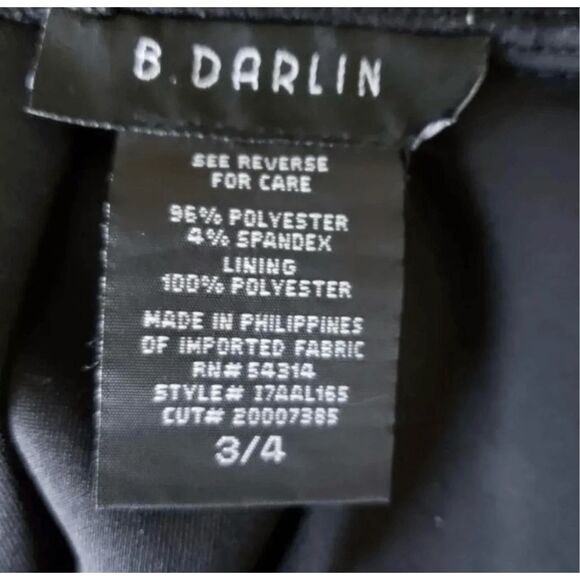 B. DARLIN
SEE REVERSE
FOR CARE
96% POLYESTER
4% SPANDEX
LINING
100% POLYESTER
MADE IN PHILIPPINES
OF IMPORTED FABRIC
RN# 54314
STYLE# 17AAL165
CUT# 20007385
3/4